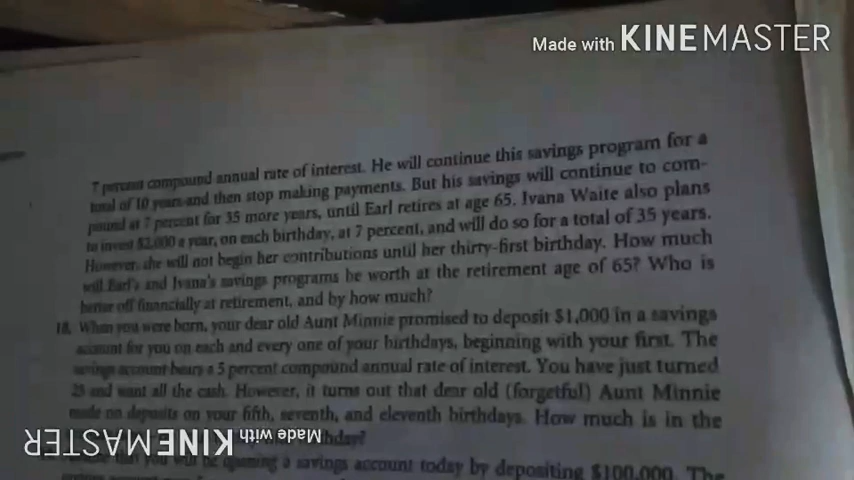 Made with KINEMASTER
7 percent compound annual rate of interest. He will continue this savings program for a
total of 10 years and then stop making payments. But his savings will continue to com-
pound at 7 percent for 35 more years, until Earl retires at age 65. Ivana Waite also plans
to invest $2,000 a year, on each birthday, at 7 percent, and will do so for a total of 35 years.
However, she will not begin her contributions until her thirty-first birthday. How much
will Earl's and Ivana's savings programs be worth at the retirement age of 65? Who is
better off financially at retirement, and by how much?
18. When you were born, your dear old Aunt Minnie promised to deposit $1,000 in a savings
account for you on each and every one of your birthdays, beginning with your first. The
savings account bears a 5 percent compound annual rate of interest. You have just turned
25 and want all the cash. However, it turns out that dear old (forgetful) Aunt Minnie
made no deposits on your fifth, seventh, and eleventh birthdays. How much is in the
Made with KINEMASTER
that you will be opening a savings account today by depositing $100,000. The